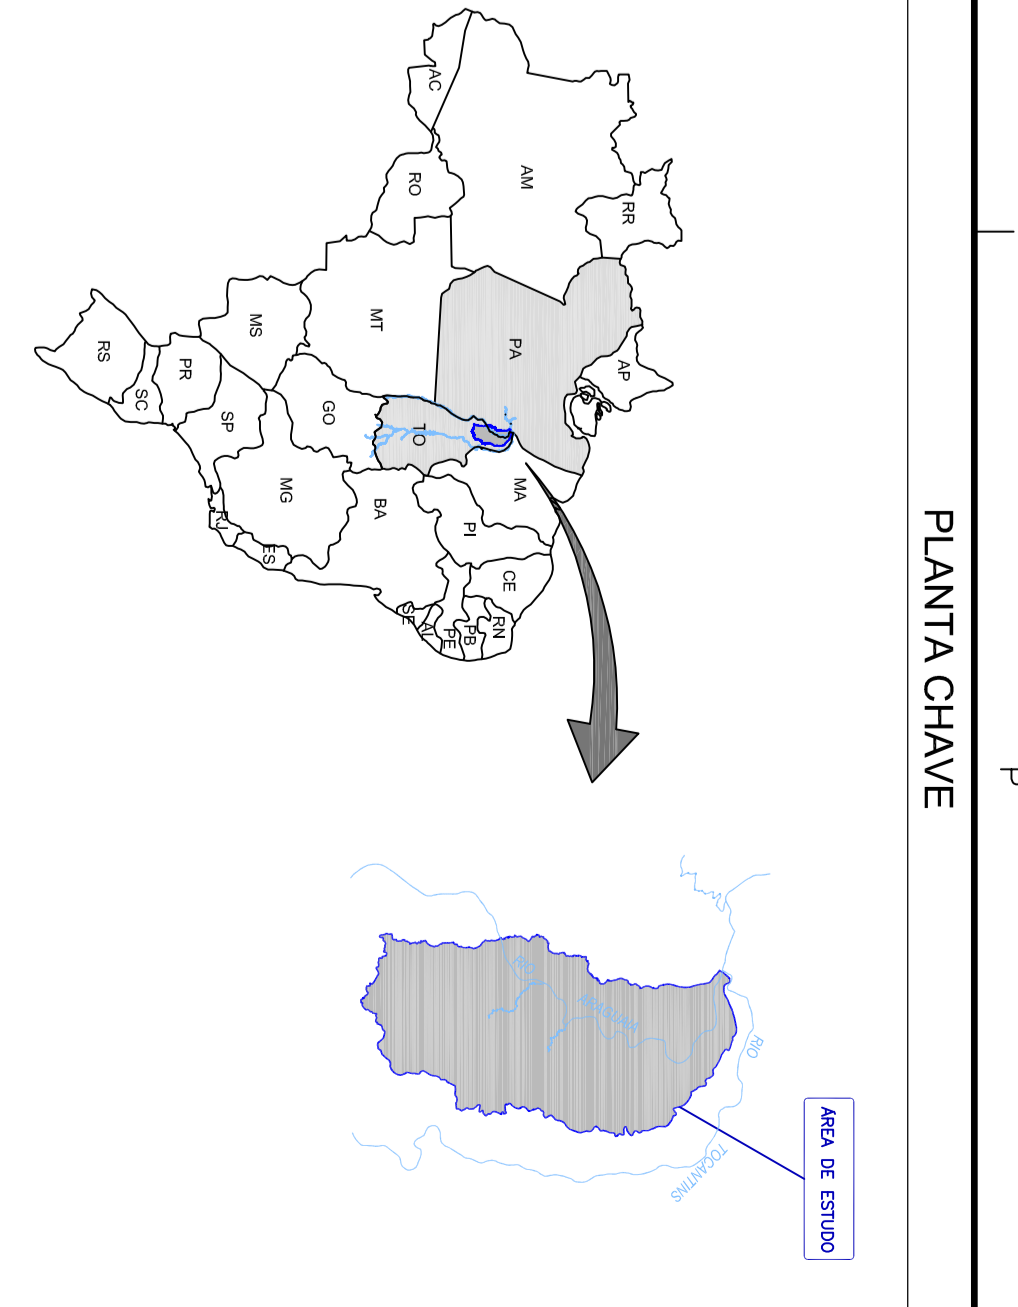 PLANTA CHAVE
RR
AP
AM
PA
AC
RO
MT
TO
MA
PI
CE
RN
PB
PE
AL
SE
BA
GO
MS
MG
ES
RJ
SP
PR
SC
RS
RIO
ARAGUAIA
RIO
TOCANTINS
ÁREA DE ESTUDO